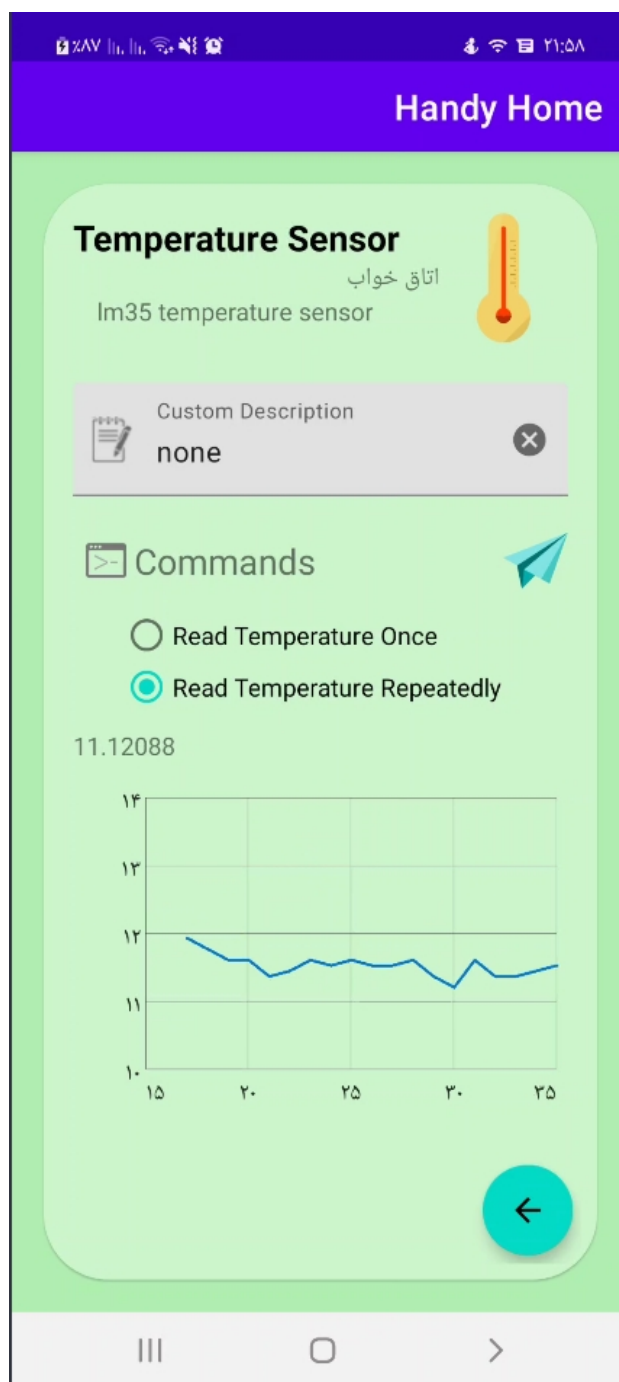 ٪۸۷ ۲۱:۵۸
Handy Home
Temperature Sensor
اتاق خواب
lm35 temperature sensor
Custom Description
none
Commands
Read Temperature Once
Read Temperature Repeatedly
11.12088
۱۴
۱۳
۱۲
۱۱
۱۰
۱۵ ۲۰ ۲۵ ۳۰ ۳۵